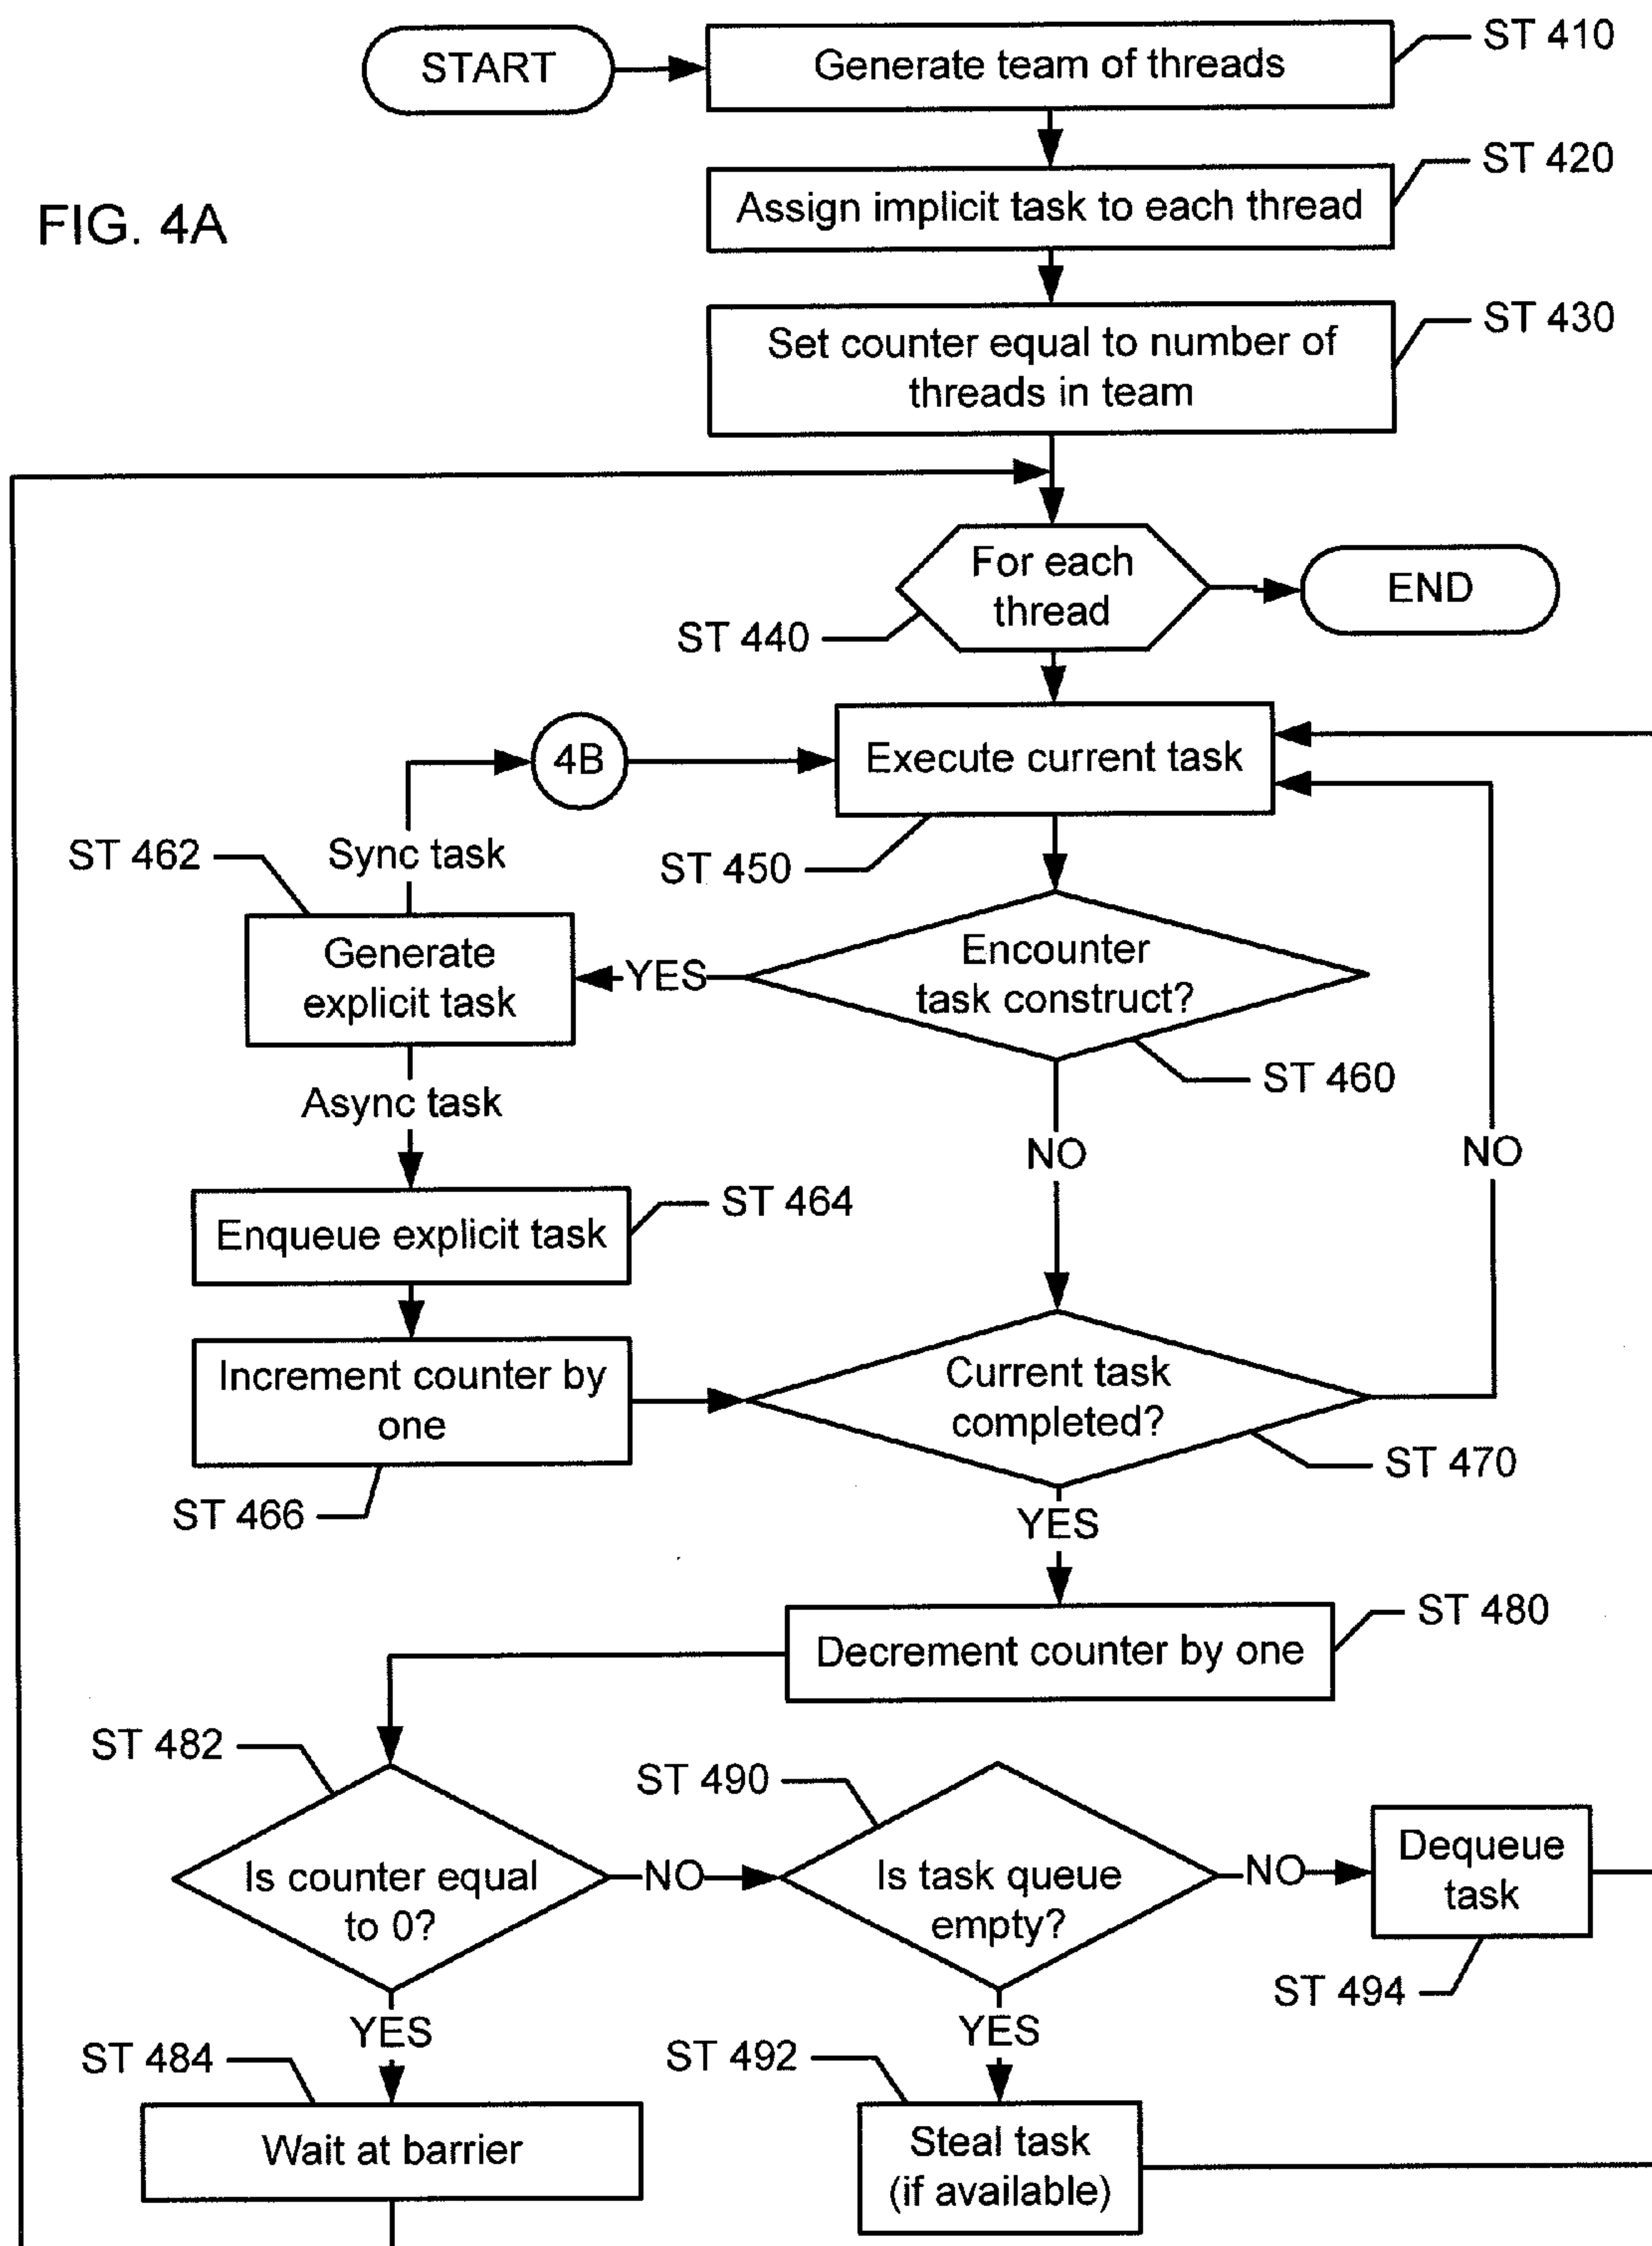 START
Generate team of threads
ST 410
FIG. 4A
Assign implicit task to each thread
ST 420
Set counter equal to number of
threads in team
ST 430
For each
thread
END
ST 440
4B
Execute current task
ST 462
Sync task
ST 450
Generate
explicit task
YES
Encounter
task construct?
ST 460
Async task
NO
NO
Enqueue explicit task
ST 464
Increment counter by
one
Current task
completed?
ST 470
ST 466
YES
Decrement counter by one
ST 480
ST 482
ST 490
Is counter equal
to 0?
NO
Is task queue
empty?
NO
Dequeue
task
ST 494
YES
YES
ST 484
ST 492
Wait at barrier
Steal task
(if available)